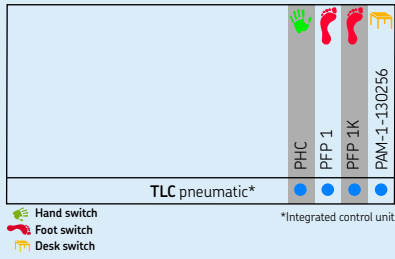 PHC
PFP 1
PFP 1K
PAM-1-130256
TLC pneumatic*
Hand switch
Foot switch
Desk switch
*Integrated control unit